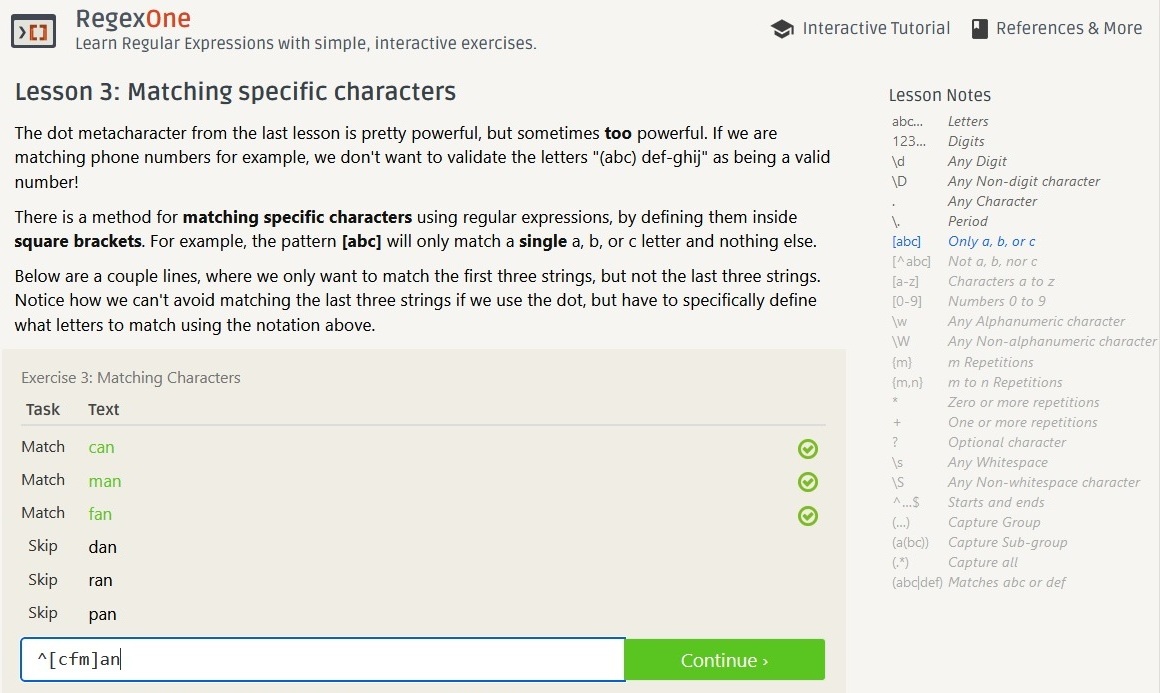 RegexOne
Learn Regular Expressions with simple, interactive exercises.
Interactive Tutorial
References & More
Lesson 3: Matching specific characters
The dot metacharacter from the last lesson is pretty powerful, but sometimes too powerful. If we are
matching phone numbers for example, we don't want to validate the letters "(abc) def-ghij" as being a valid
number!
There is a method for matching specific characters using regular expressions, by defining them inside
square brackets. For example, the pattern [abc] will only match a single a, b, or c letter and nothing else.
Below are a couple lines, where we only want to match the first three strings, but not the last three strings.
Notice how we can't avoid matching the last three strings if we use the dot, but have to specifically define
what letters to match using the notation above.
Exercise 3: Matching Characters
Task Text
Match can
Match man
Match fan
Skip dan
Skip ran
Skip pan
^[cfm]an
Continue ›
Lesson Notes
abc... Letters
123... Digits
\d Any Digit
\D Any Non-digit character
. Any Character
\. Period
[abc] Only a, b, or c
[^abc] Not a, b, nor c
[a-z] Characters a to z
[0-9] Numbers 0 to 9
\w Any Alphanumeric character
\W Any Non-alphanumeric character
{m} m Repetitions
{m,n} m to n Repetitions
* Zero or more repetitions
+ One or more repetitions
? Optional character
\s Any Whitespace
\S Any Non-whitespace character
^...$ Starts and ends
(...) Capture Group
(a(bc)) Capture Sub-group
(.*) Capture all
(abc|def) Matches abc or def